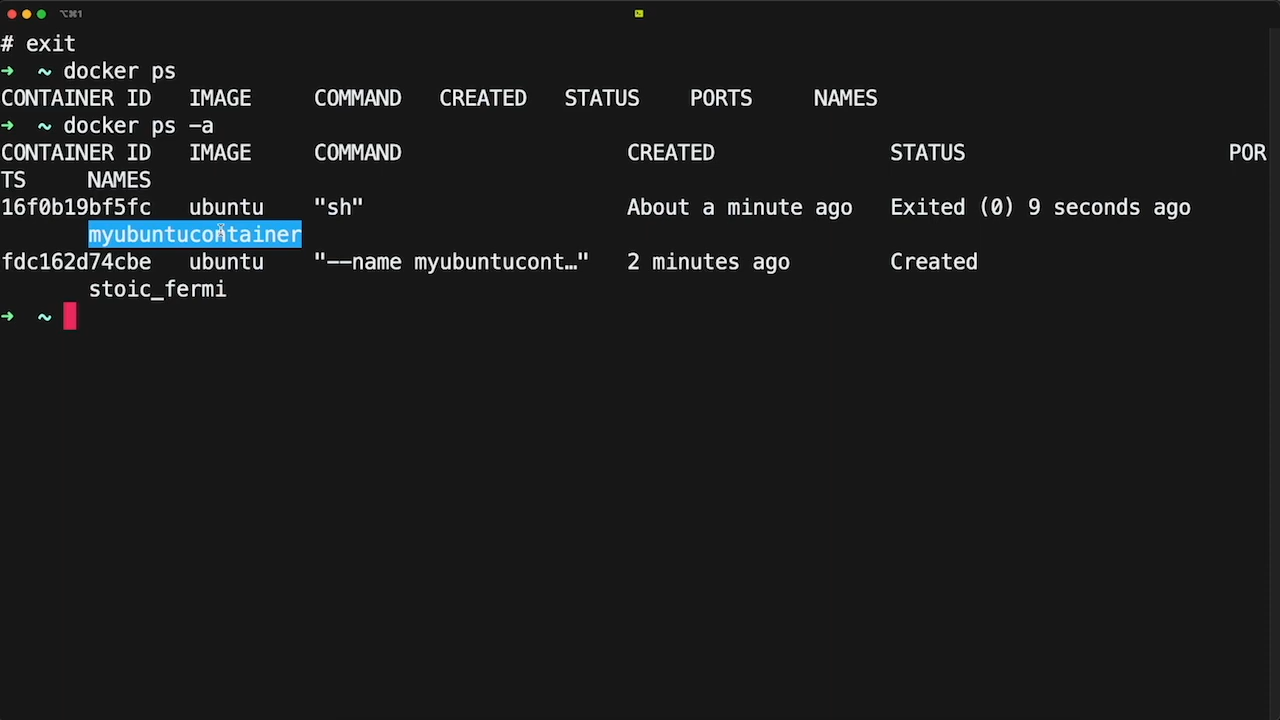 ⌥⌘1
# exit
➜  ~ docker ps
CONTAINER ID   IMAGE     COMMAND   CREATED   STATUS    PORTS     NAMES
➜  ~ docker ps -a
CONTAINER ID   IMAGE     COMMAND                  CREATED              STATUS                     POR
TS     NAMES
16f0b19bf5fc   ubuntu    "sh"                     About a minute ago   Exited (0) 9 seconds ago
       myubuntucontainer
fdc162d74cbe   ubuntu    "--name myubuntucont…"   2 minutes ago        Created
       stoic_fermi
➜  ~